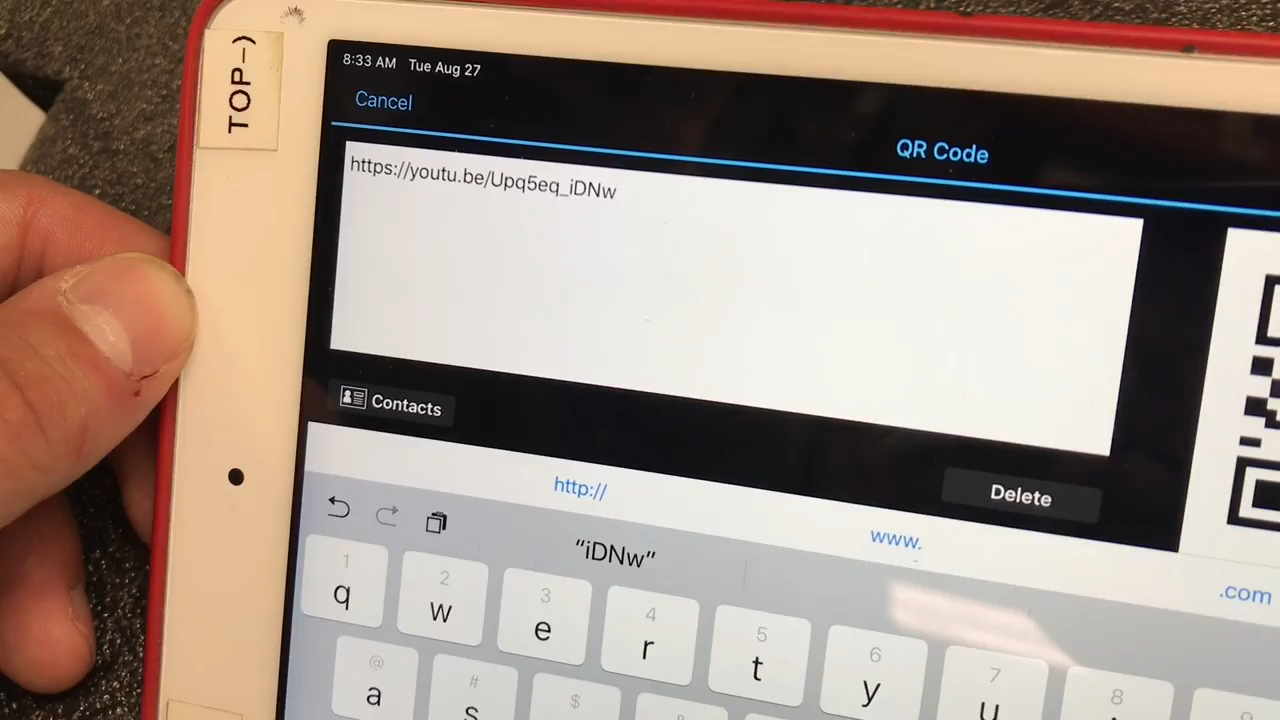 TOP-)
8:33 AM Tue Aug 27
Cancel
QR Code
https://youtu.be/Upq5eq_iDNw
Contacts
Delete
http://
www.
.com
"iDNw"
1 2 3 4 5 6 7 8
q w e r t y u
@ # $
a s